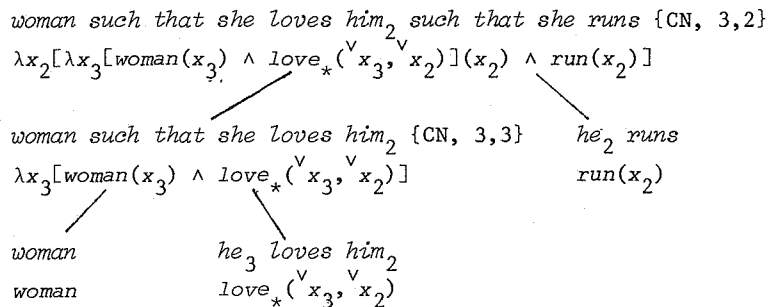 woman such that she loves him₂ such that she runs {CN, 3,2}
λx₂[λx₃[woman(x₃) ∧ love⁎(ˇx₃,ˇx₂)](x₂) ∧ run(x₂)]
woman such that she loves him₂ {CN, 3,3} he₂ runs
λx₃[woman(x₃) ∧ love⁎(ˇx₃,ˇx₂)] run(x₂)
woman he₃ loves him₂
woman love⁎(ˇx₃,ˇx₂)